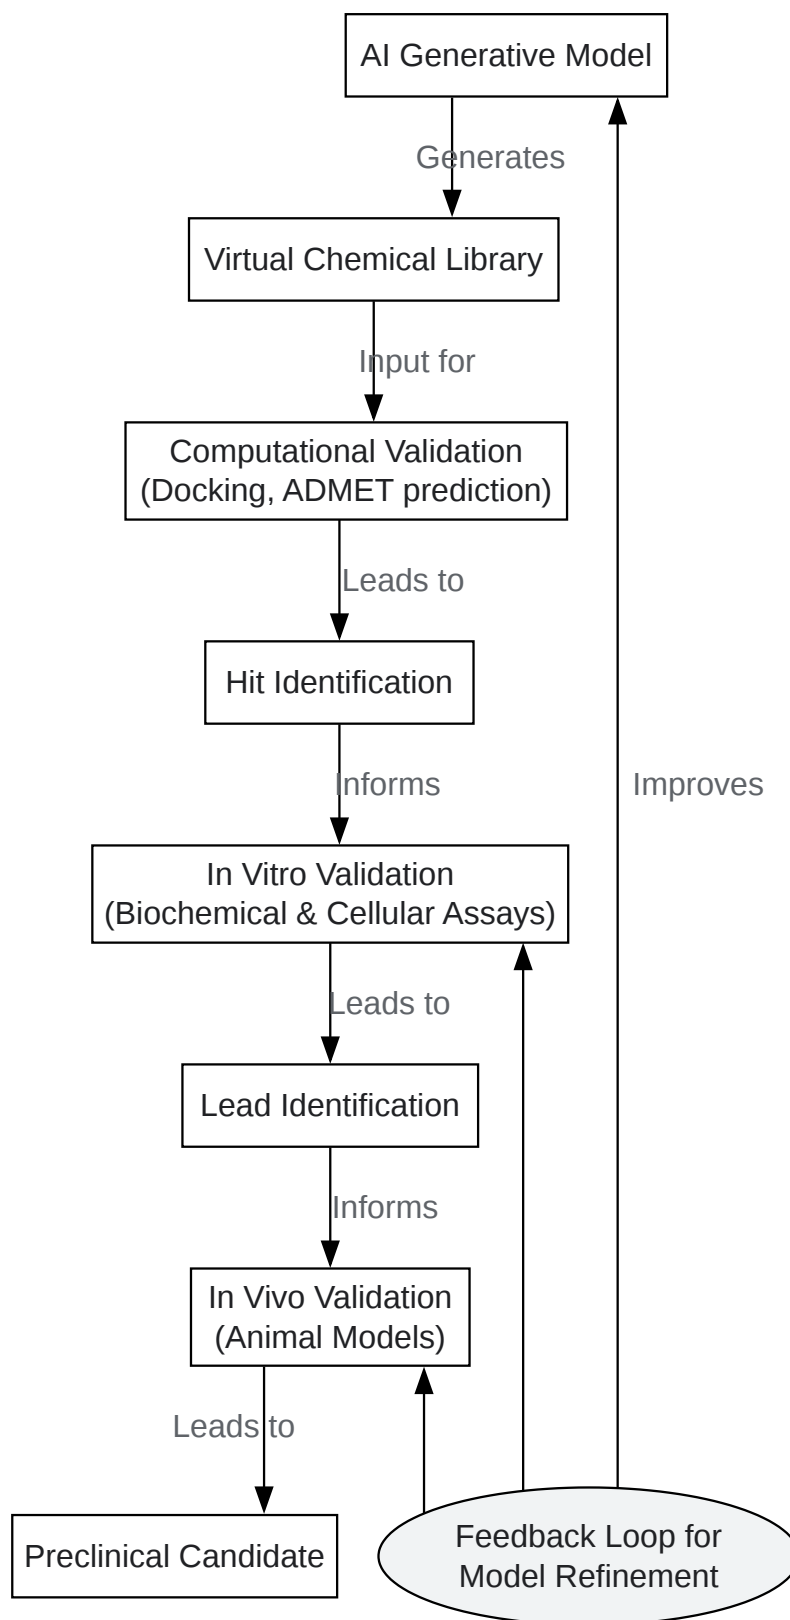 AI Generative Model
Generates
Virtual Chemical Library
Input for
Computational Validation
(Docking, ADMET prediction)
Leads to
Hit Identification
Informs
Improves
In Vitro Validation
(Biochemical & Cellular Assays)
Leads to
Lead Identification
Informs
In Vivo Validation
(Animal Models)
Leads to
Preclinical Candidate
Feedback Loop for
Model Refinement